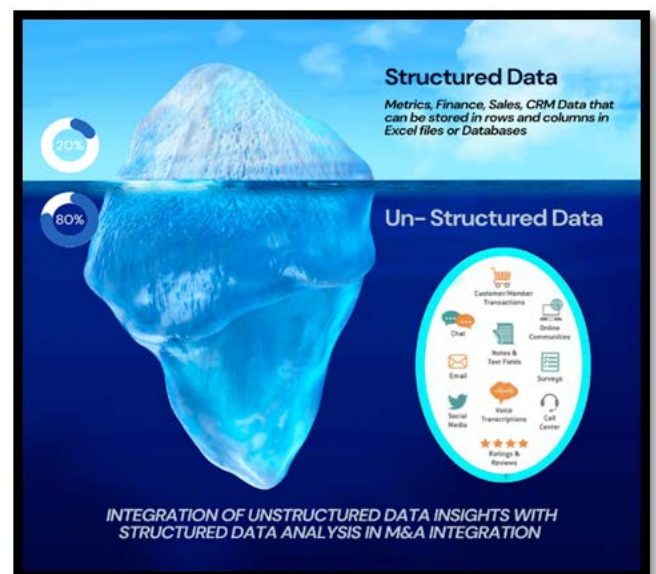 Structured Data
Metrics, Finance, Sales, CRM Data that
can be stored in rows and columns in
Excel files or Databases
20%
80%
Un- Structured Data
Customer/Member
Transactions
Chat
Online
Communities
Notes &
Text Fields
Email
Surveys
Social
Media
Voice
Transcriptions
Call
Center
Ratings &
Reviews
INTEGRATION OF UNSTRUCTURED DATA INSIGHTS WITH
STRUCTURED DATA ANALYSIS IN M&A INTEGRATION